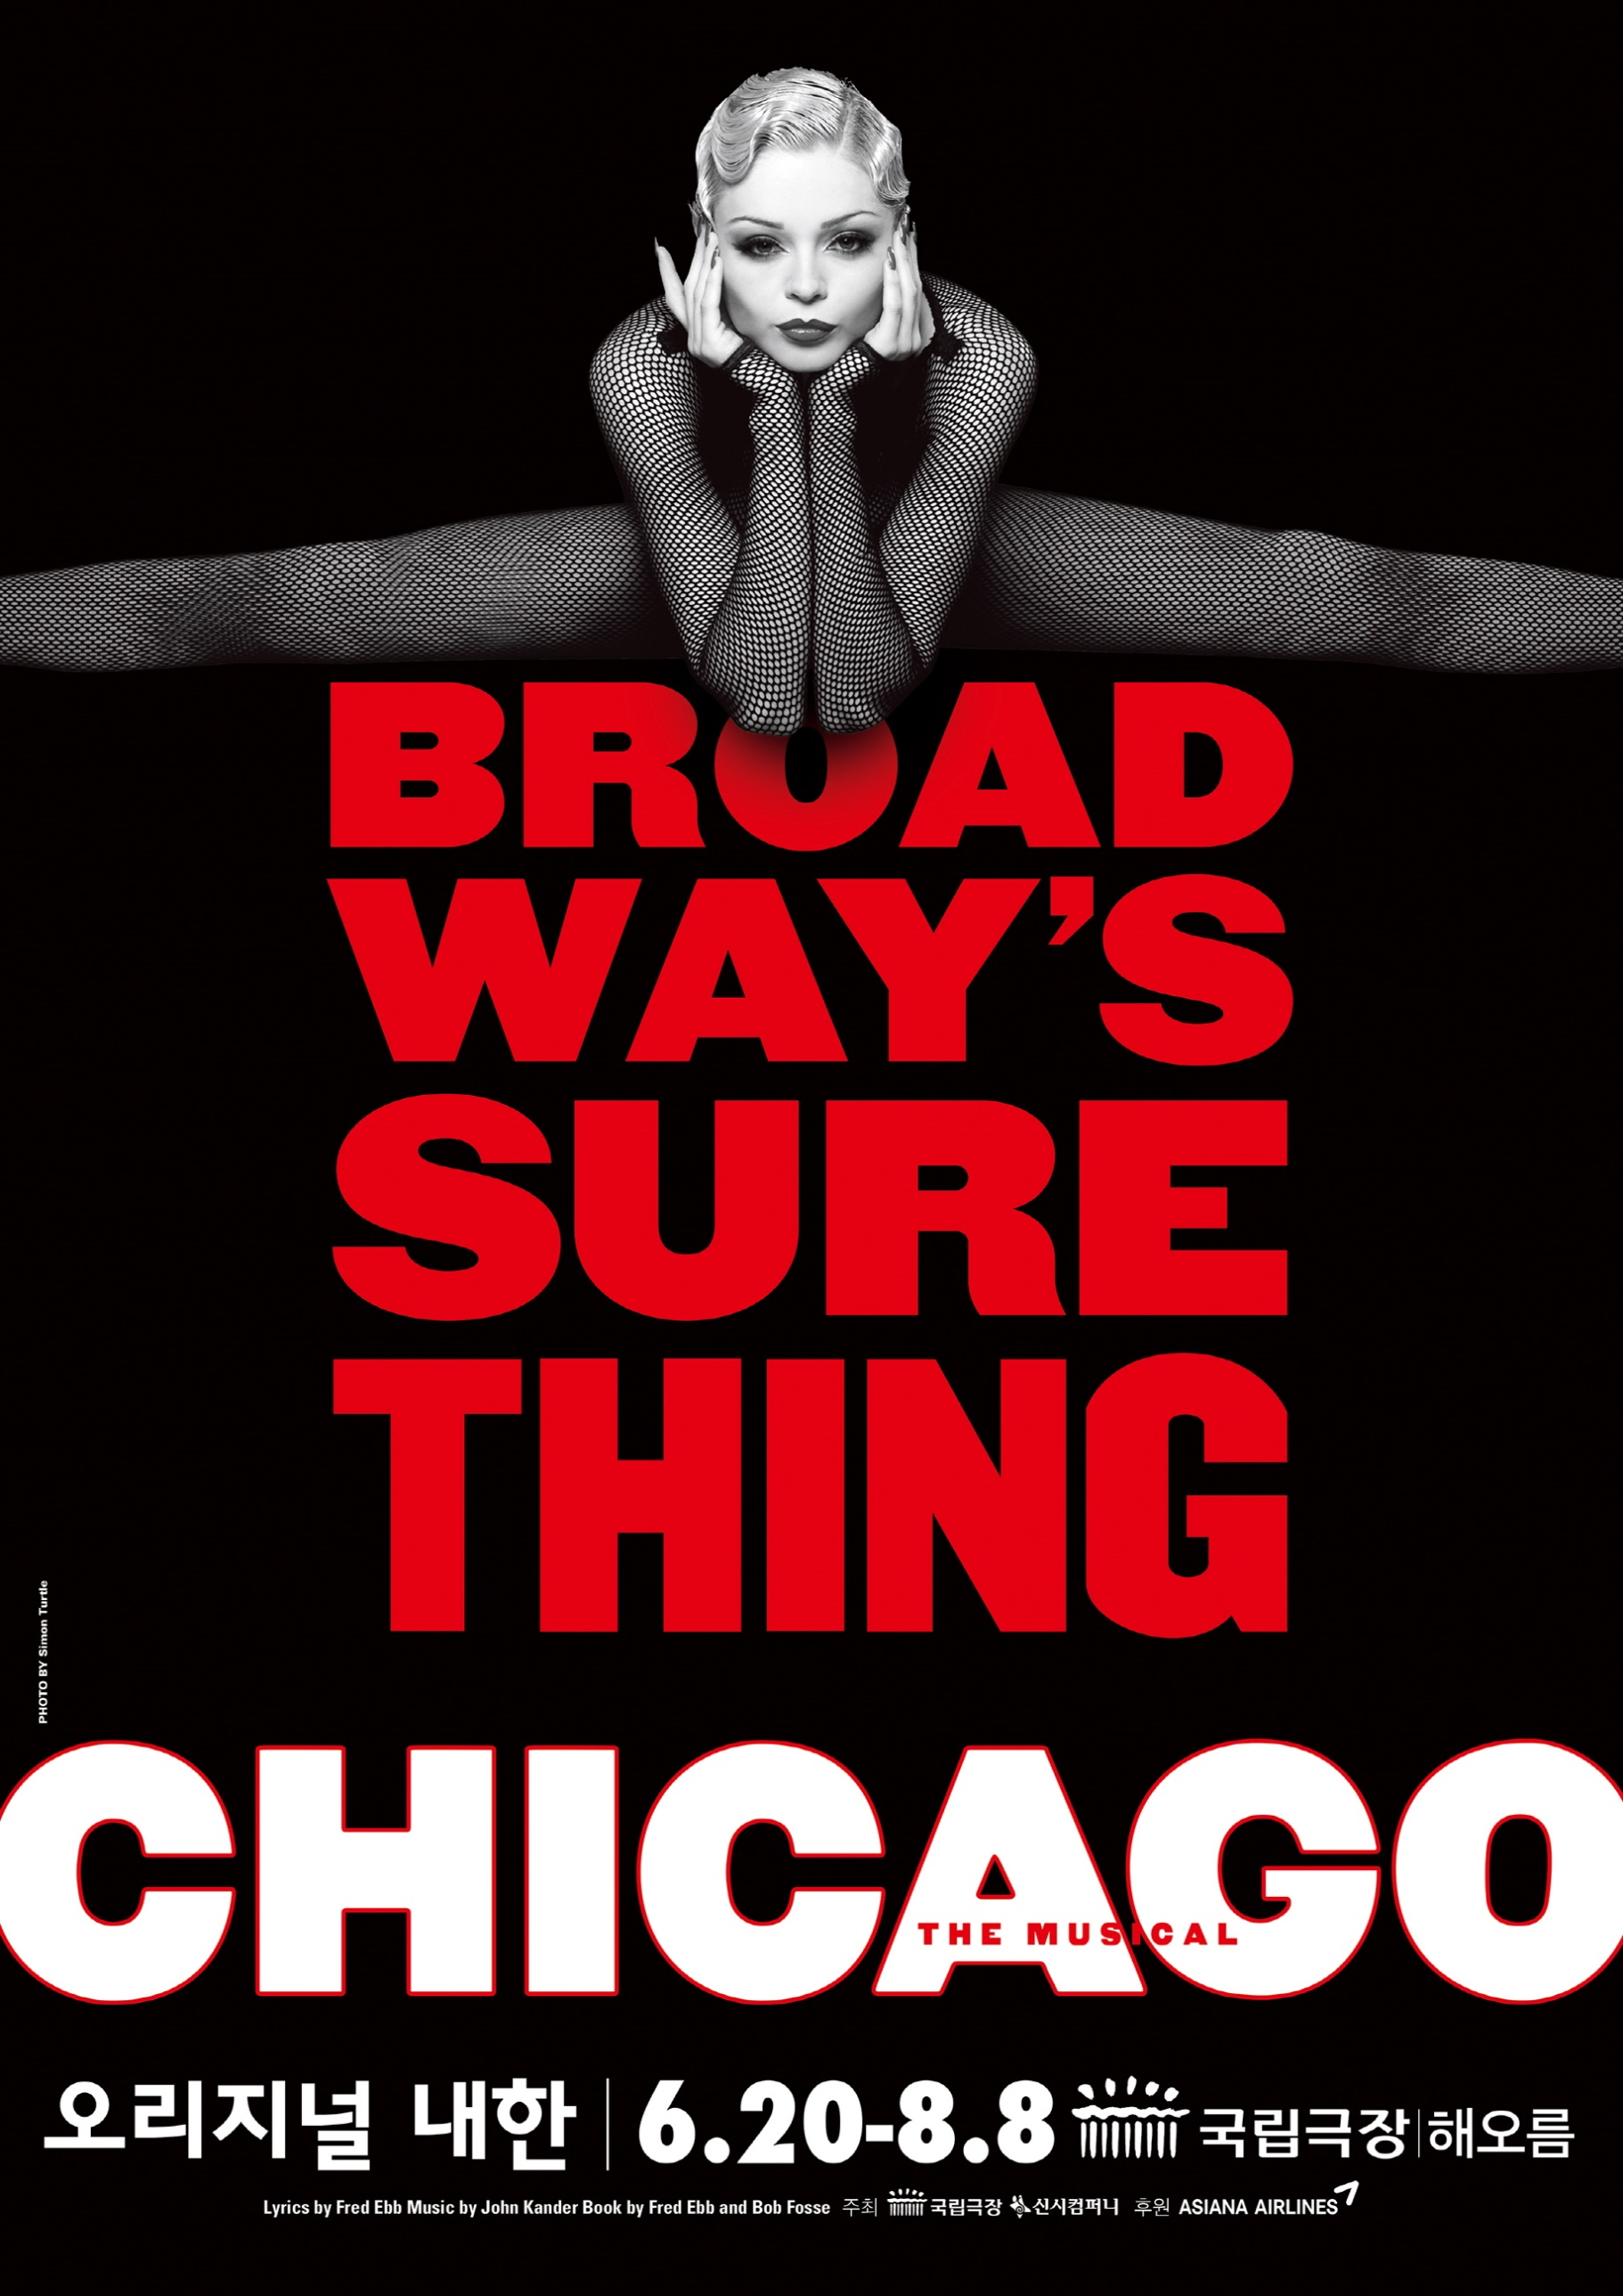 BROAD
WAY'S
SURE
THING
PHOTO BY Simon Turtle
CHICAGO
THE MUSICAL
오리지널 내한 | 6.20-8.8 국립극장 | 해오름
Lyrics by Fred Ebb Music by John Kander Book by Fred Ebb and Bob Fosse 주최 국립극장 신시컴퍼니 후원 ASIANA AIRLINES